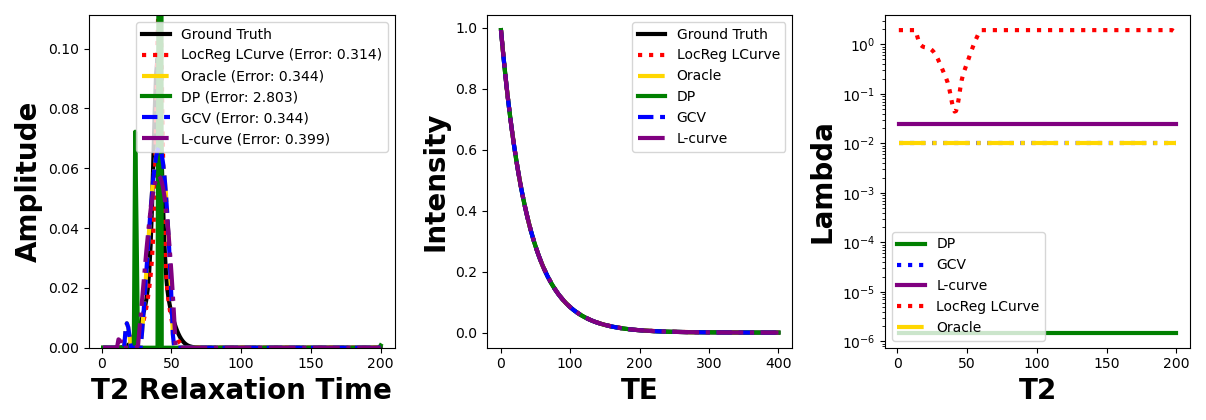 Amplitude
0.10
0.08
0.06
0.04
0.02
0.00
0
50
100
150
200
T2 Relaxation Time
Ground Truth
LocReg LCurve (Error: 0.314)
Oracle (Error: 0.344)
DP (Error: 2.803)
GCV (Error: 0.344)
L-curve (Error: 0.399)
Intensity
1.0
0.8
0.6
0.4
0.2
0.0
0
100
200
300
400
TE
Ground Truth
LocReg LCurve
Oracle
DP
GCV
L-curve
Lambda
10⁰
10⁻¹
10⁻²
10⁻³
10⁻⁴
10⁻⁵
10⁻⁶
0
50
100
150
200
T2
DP
GCV
L-curve
LocReg LCurve
Oracle